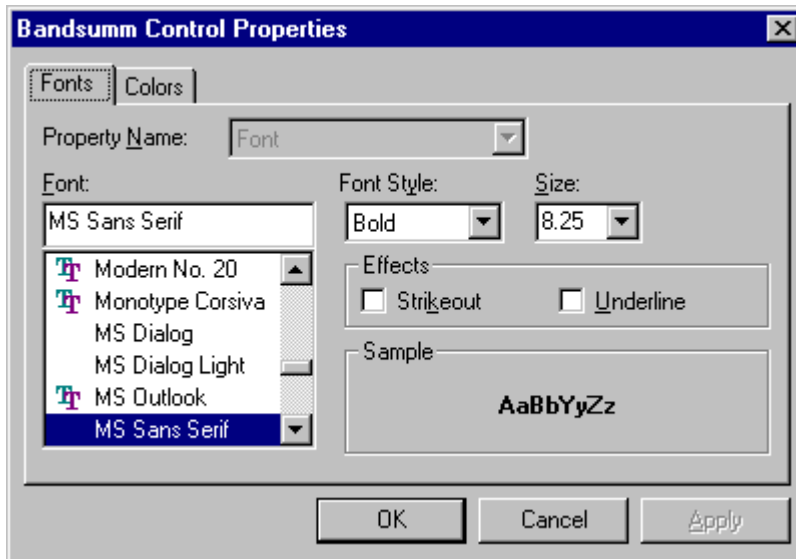 Bandsumm Control Properties
Fonts Colors
Property Name: Font
Font: Font Style: Size:
MS Sans Serif Bold 8.25
Modern No. 20
Monotype Corsiva
MS Dialog
MS Dialog Light
MS Outlook
MS Sans Serif
Effects
Strikeout Underline
Sample
AaBbYyZz
OK Cancel Apply